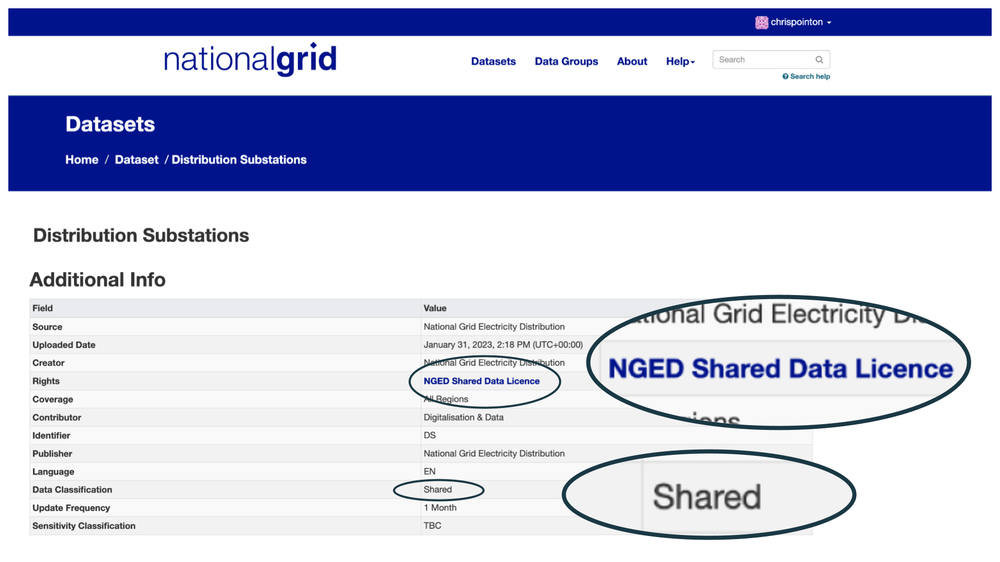 chrispointon
nationalgrid
Datasets Data Groups About Help Search
Search help
Datasets
Home / Dataset / Distribution Substations
Distribution Substations
Additional Info
Field Value
Source National Grid Electricity Distribution
Uploaded Date January 31, 2023, 2:18 PM (UTC+00:00)
Creator National Grid Electricity Distribution
Rights NGED Shared Data Licence
Coverage All Regions
Contributor Digitalisation & Data
Identifier DS
Publisher National Grid Electricity Distribution
Language EN
Data Classification Shared
Update Frequency 1 Month
Sensitivity Classification TBC
Grid Electricity
NGED Shared Data Licence
Shared